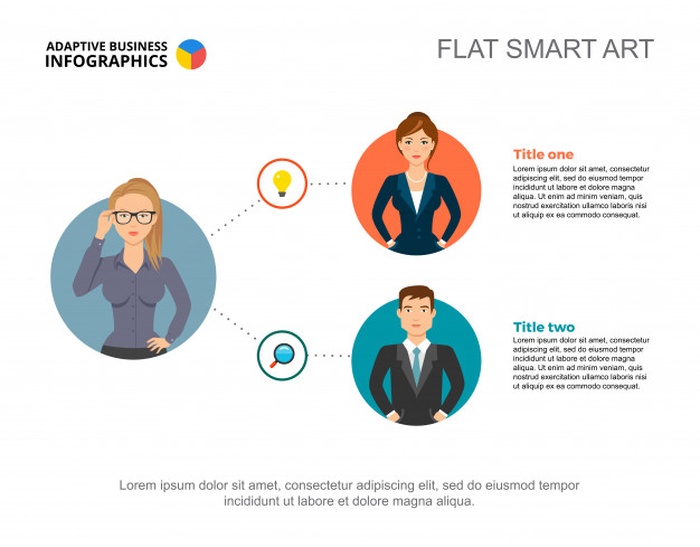 ADAPTIVE BUSINESS
INFOGRAPHICS
FLAT SMART ART
Title one
Lorem ipsum dolor sit amet, consectetur
adipiscing elit, sed do eiusmod tempor
incididunt ut labore et dolore magna
aliqua. Ut enim ad minim veniam, quis
nostrud exercitation ullamco laboris nisi
ut aliquip ex ea commodo consequat.
Title two
Lorem ipsum dolor sit amet, consectetur
adipiscing elit, sed do eiusmod tempor
incididunt ut labore et dolore magna
aliqua. Ut enim ad minim veniam, quis
nostrud exercitation ullamco laboris nisi
ut aliquip ex ea commodo consequat.
Lorem ipsum dolor sit amet, consectetur adipiscing elit, sed do eiusmod tempor
incididunt ut labore et dolore magna aliqua.